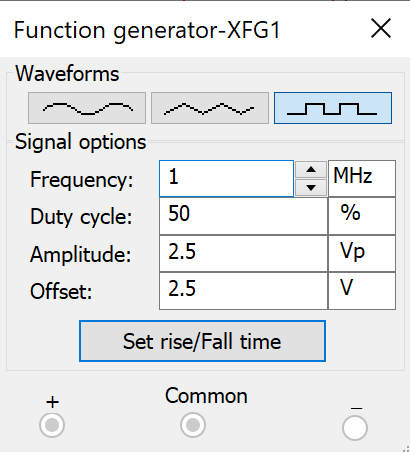 Function generator-XFG1
Waveforms
Signal options
Frequency: 1 MHz
Duty cycle: 50 %
Amplitude: 2.5 Vp
Offset: 2.5 V
Set rise/Fall time
+ Common −